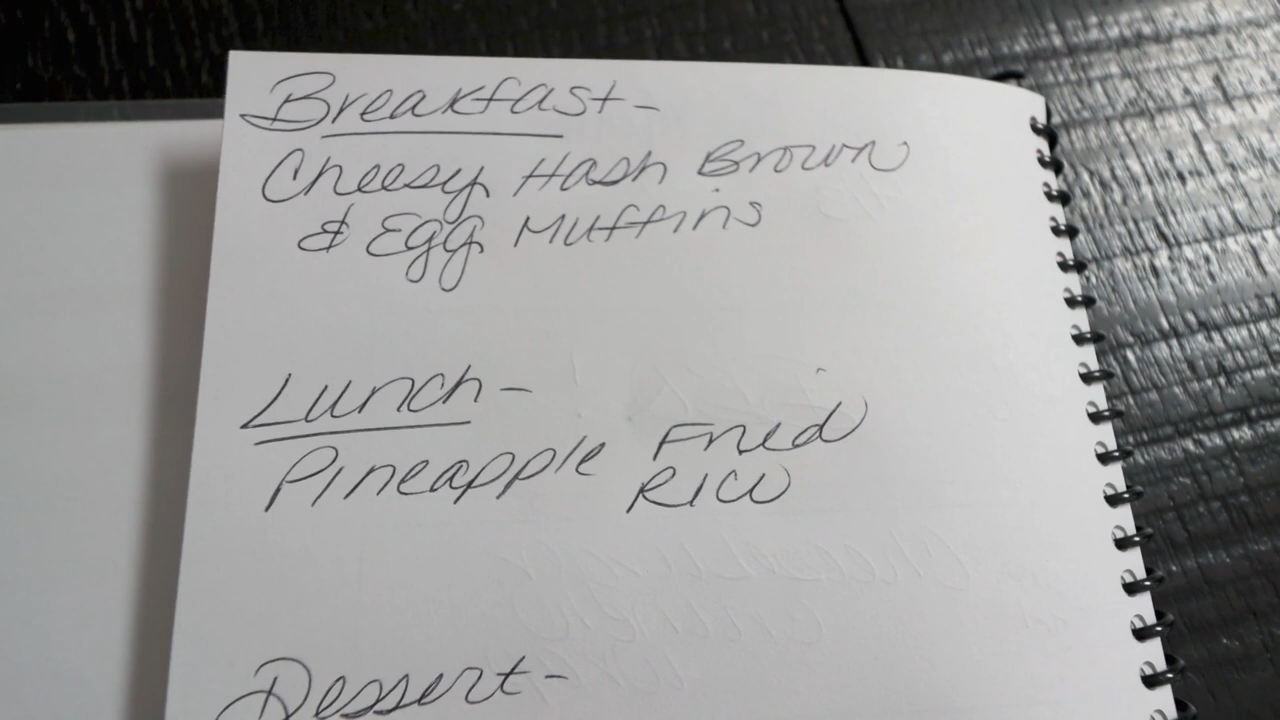 Breakfast-
Cheesy Hash Brown
& Egg Muffins
Lunch-
Pineapple Fried
Rice
Dessert-